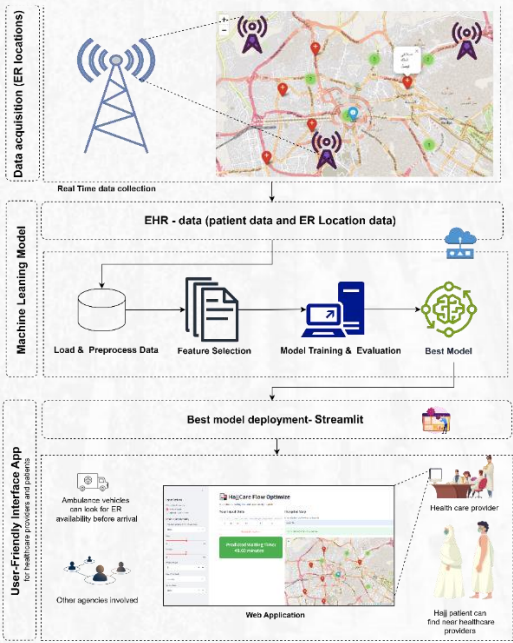 Data acquisition (ER locations)
Real Time data collection
Machine Leaning Model
EHR - data (patient data and ER Location data)
Load & Preprocess Data
Feature Selection
Model Training & Evaluation
Best Model
User-Friendly Interface App
for healthcare providers and patients
Best model deployment- Streamlit
Ambulance vehicles
can look for ER
availability before arrival
Other agencies involved
HajjCare Flow Optimizer
Predicted Waiting Time:
Web Application
Health care provider
Hajj patient can
find near healthcare
providers